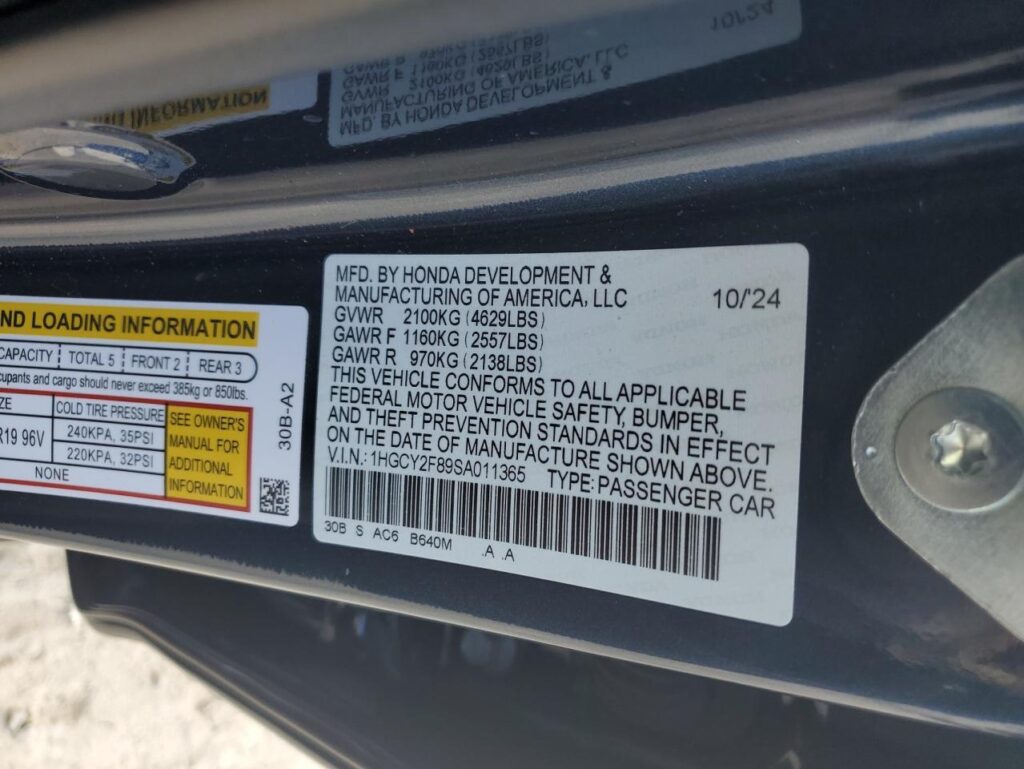 MFD. BY HONDA DEVELOPMENT &
MANUFACTURING OF AMERICA, LLC 10/'24
GVWR 2100KG (4629LBS)
GAWR F 1160KG (2557LBS)
GAWR R 970KG (2138LBS)
THIS VEHICLE CONFORMS TO ALL APPLICABLE
FEDERAL MOTOR VEHICLE SAFETY, BUMPER,
AND THEFT PREVENTION STANDARDS IN EFFECT
ON THE DATE OF MANUFACTURE SHOWN ABOVE.
V.I.N.: 1HGCY2F89SA011365 TYPE: PASSENGER CAR
30B S AC6 B640M .A .A
ND LOADING INFORMATION
CAPACITY TOTAL 5 FRONT 2 REAR 3
cupants and cargo should never exceed 385kg or 850lbs.
ZE COLD TIRE PRESSURE
R19 96V 240KPA, 35PSI
220KPA, 32PSI
NONE
SEE OWNER'S
MANUAL FOR
ADDITIONAL
INFORMATION
30B-A2